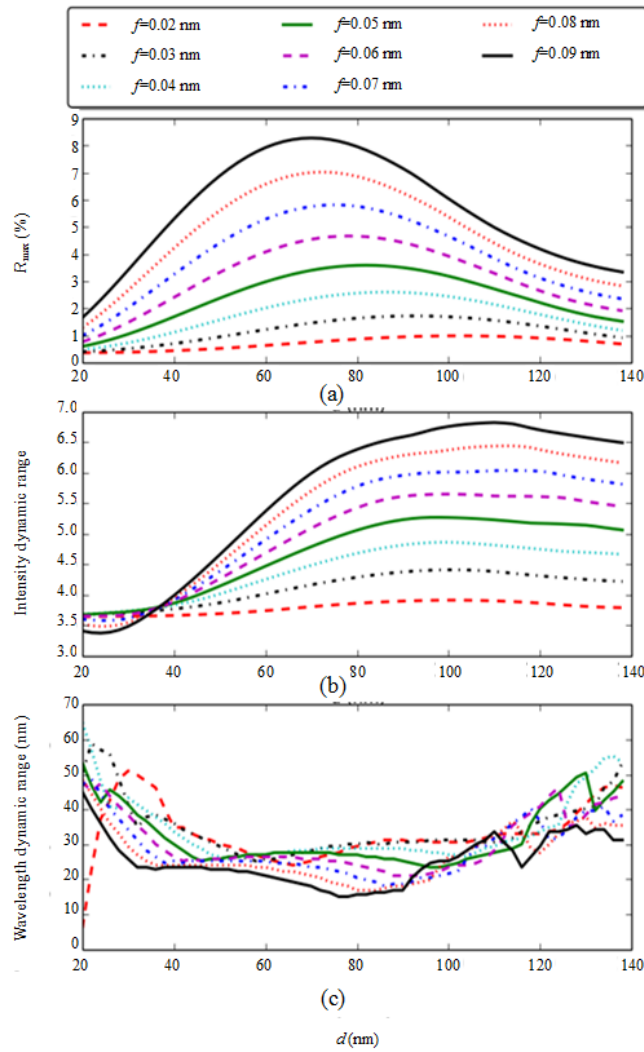 f=0.02 nm f=0.05 nm f=0.08 nm
f=0.03 nm f=0.06 nm f=0.09 nm
f=0.04 nm f=0.07 nm
R max (%)
9
8
7
6
5
4
3
2
1
0
20 40 60 80 100 120 140
(a)
Intensity dynamic range
7.0
6.5
6.0
5.5
5.0
4.5
4.0
3.5
3.0
20 40 60 80 100 120 140
(b)
Wavelength dynamic range (nm)
70
60
50
40
30
20
10
0
20 40 60 80 100 120 140
(c)
d(nm)